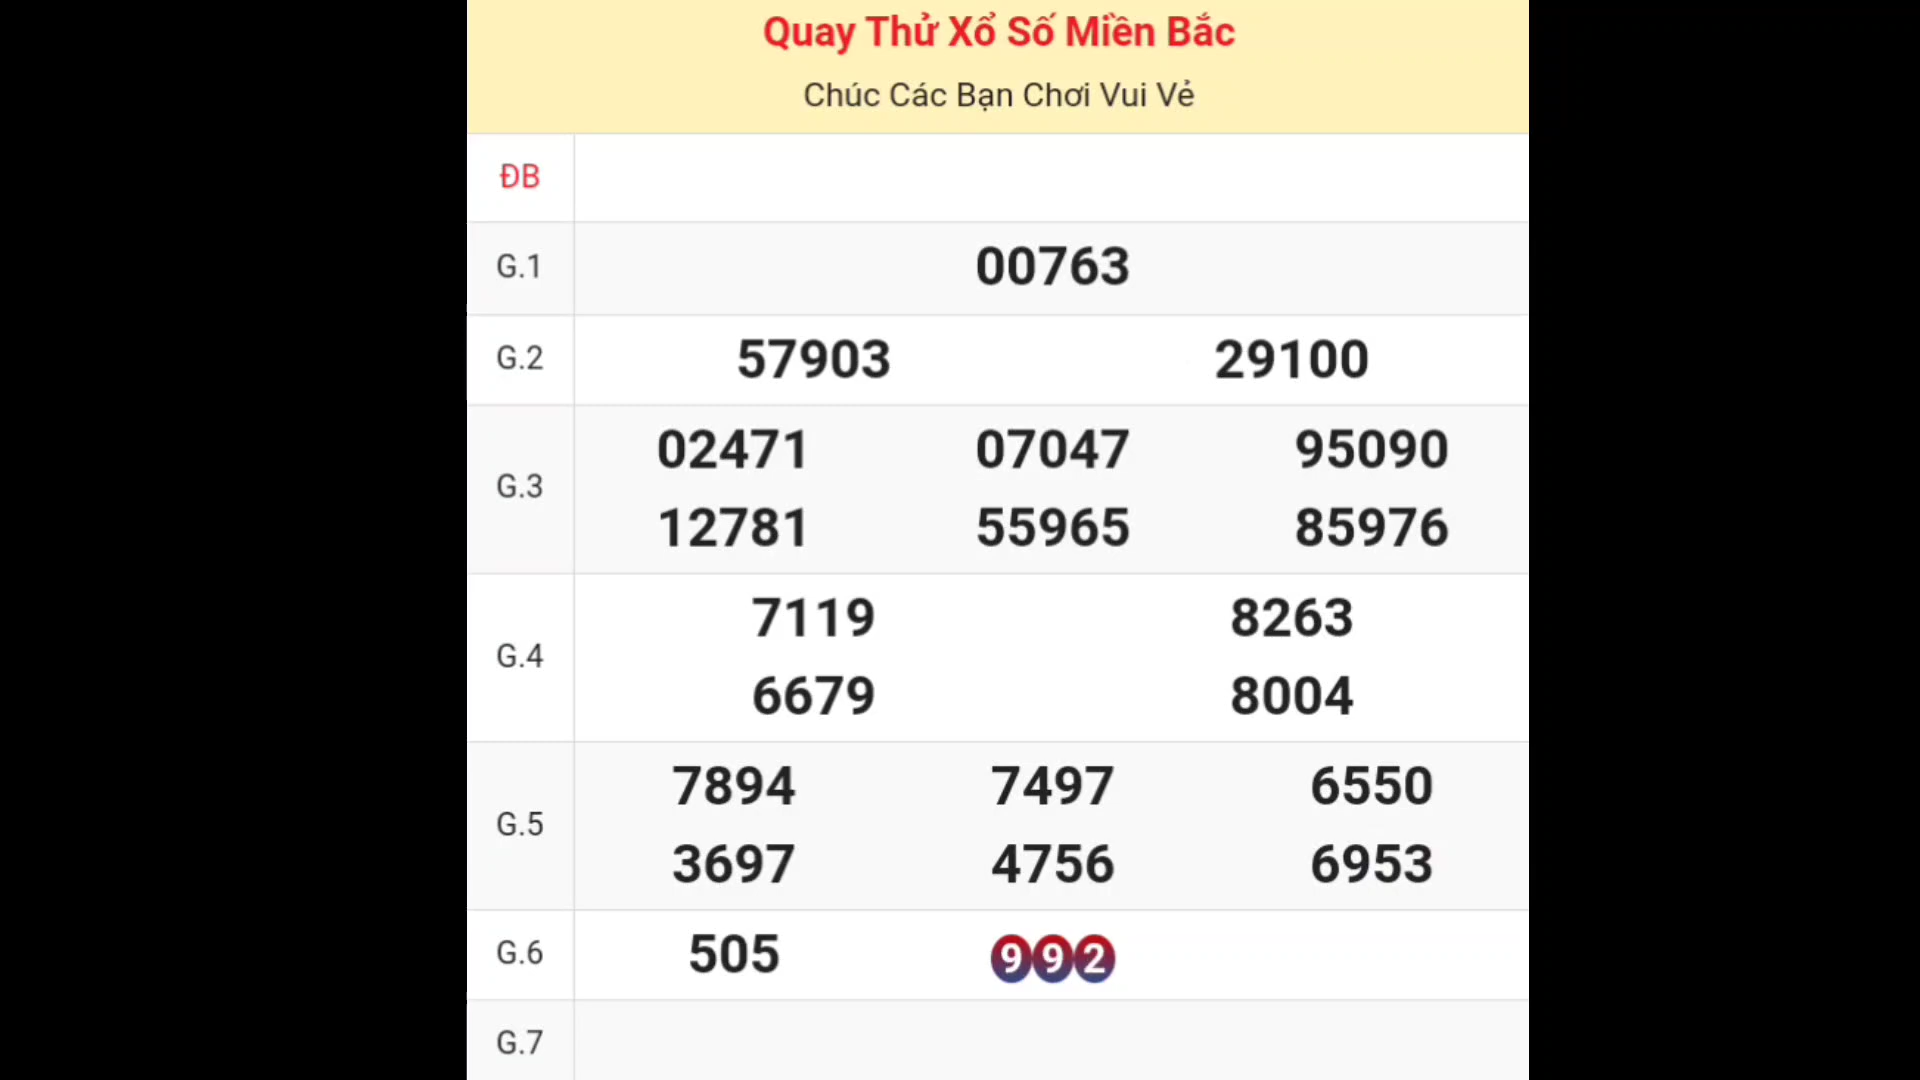 Quay Thử Xổ Số Miền Bắc
Chúc Các Bạn Chơi Vui Vẻ
ĐB
G.1 00763
G.2 57903 29100
G.3
02471 07047 95090
12781 55965 85976
G.4
7119 8263
6679 8004
G.5
7894 7497 6550
3697 4756 6953
G.6 505 992
G.7